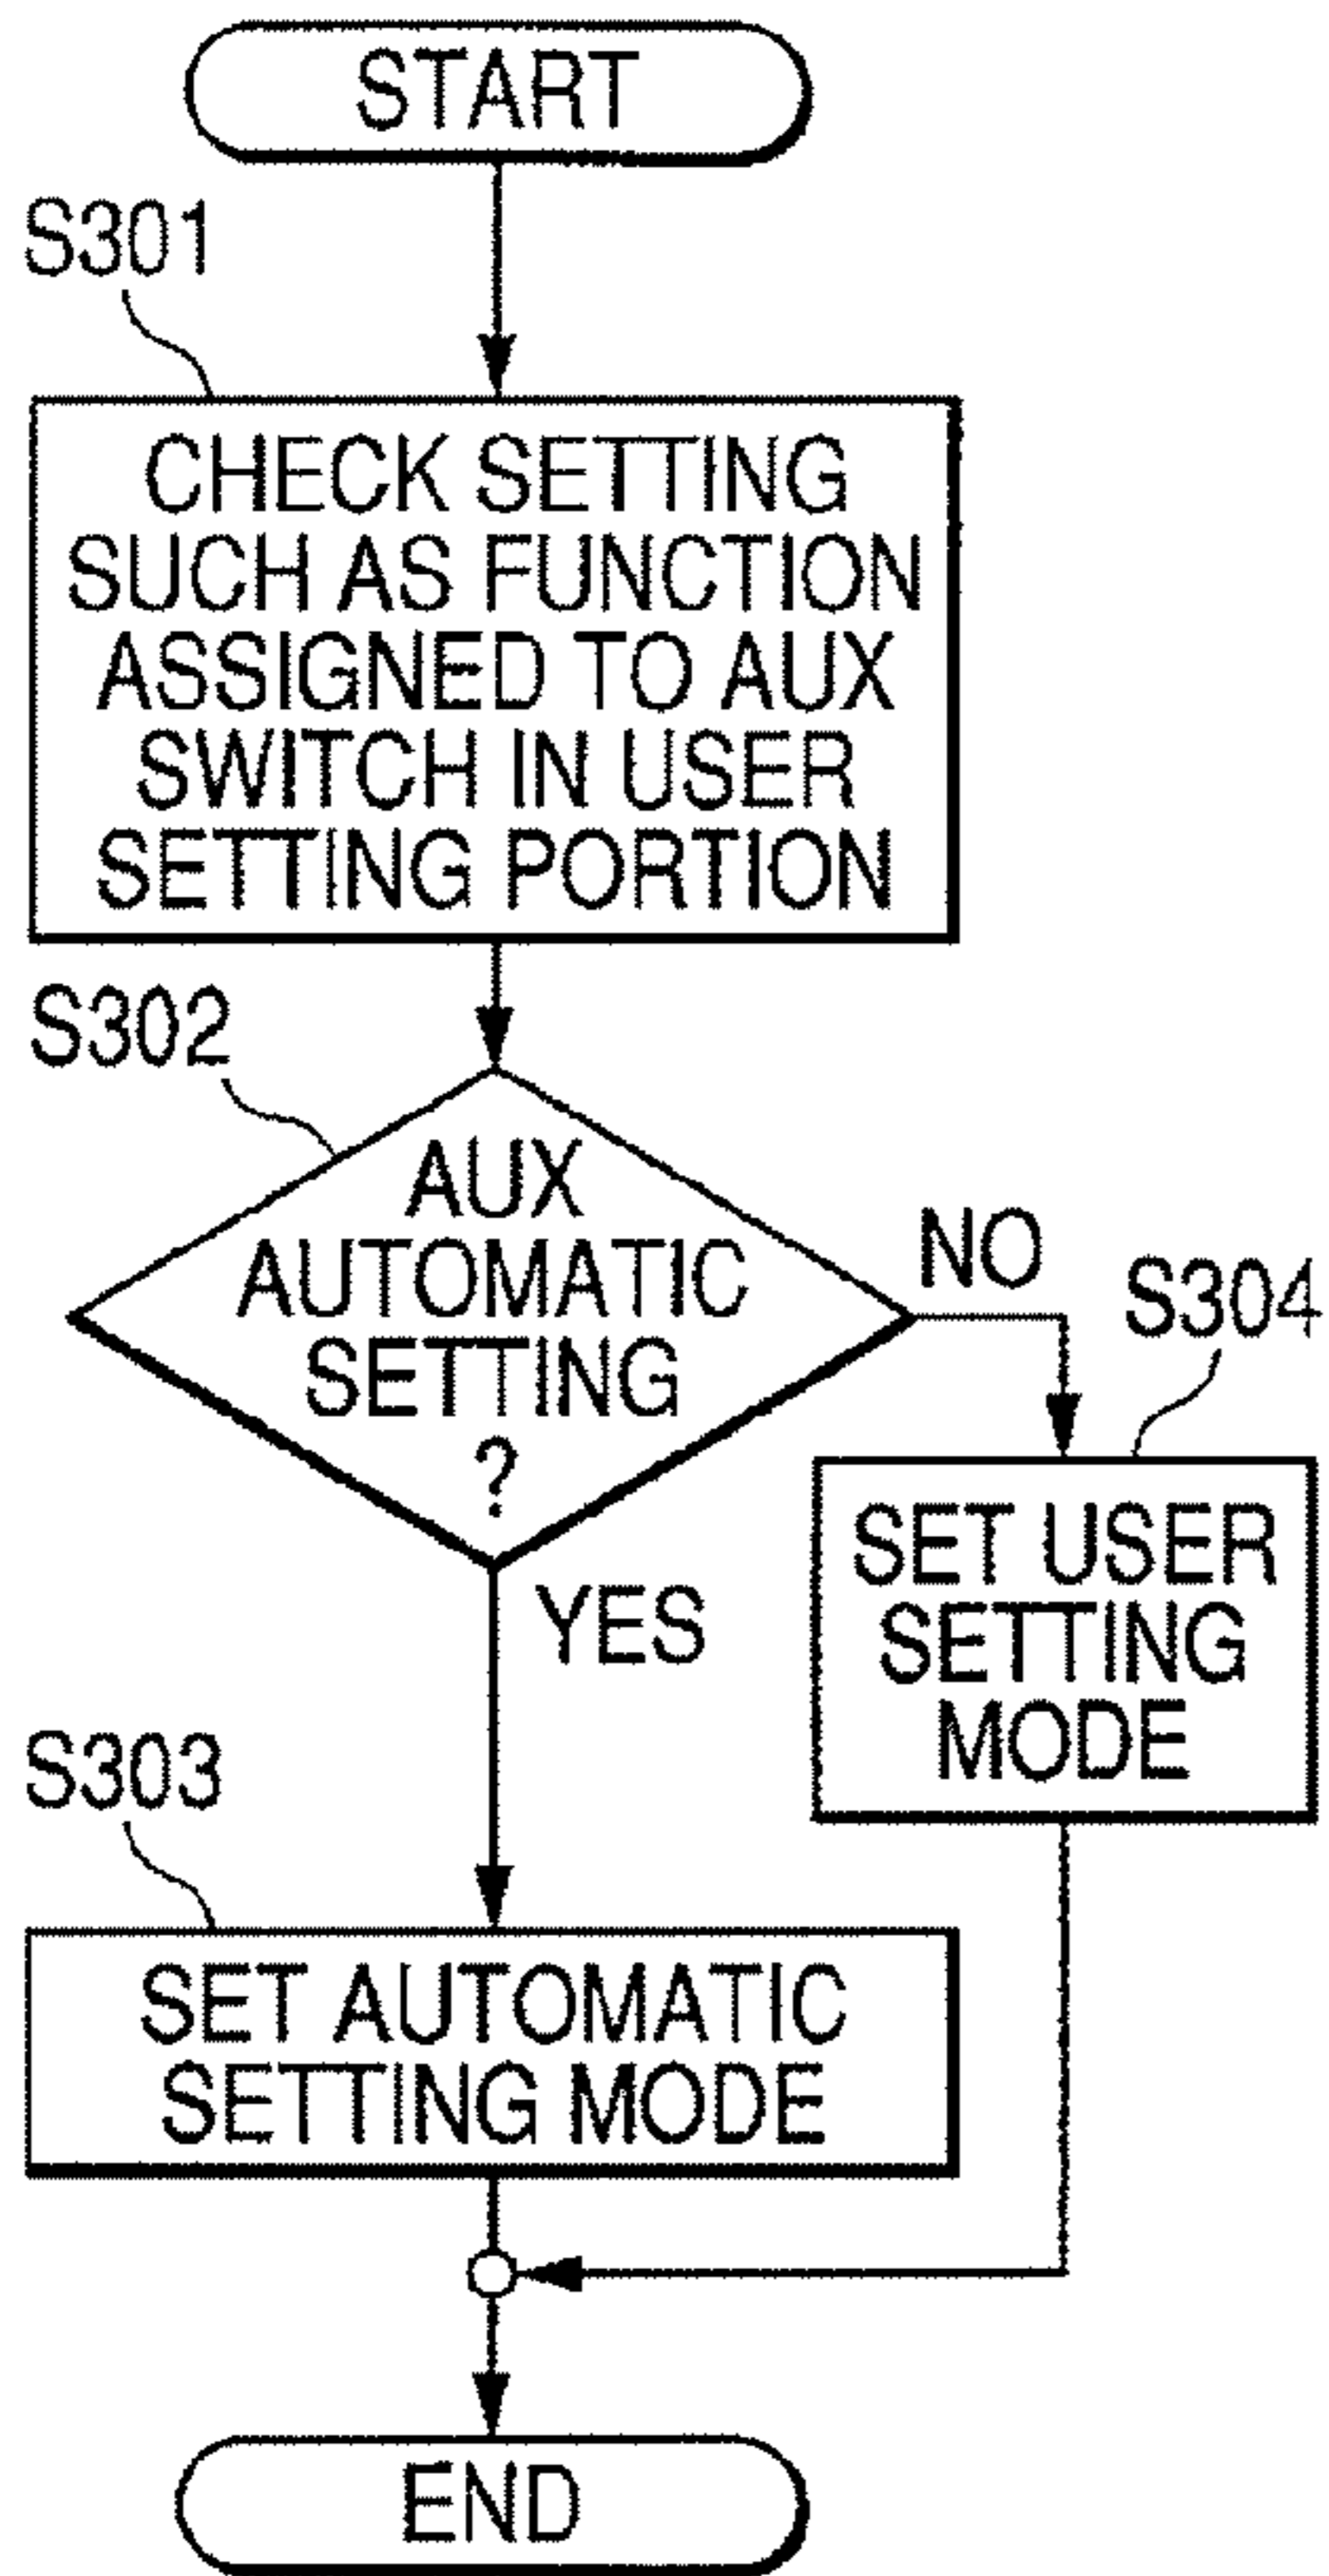 START
S301
CHECK SETTING
SUCH AS FUNCTION
ASSIGNED TO AUX
SWITCH IN USER
SETTING PORTION
S302
AUX
AUTOMATIC
SETTING
?
NO
S304
SET USER
SETTING
MODE
YES
S303
SET AUTOMATIC
SETTING MODE
END